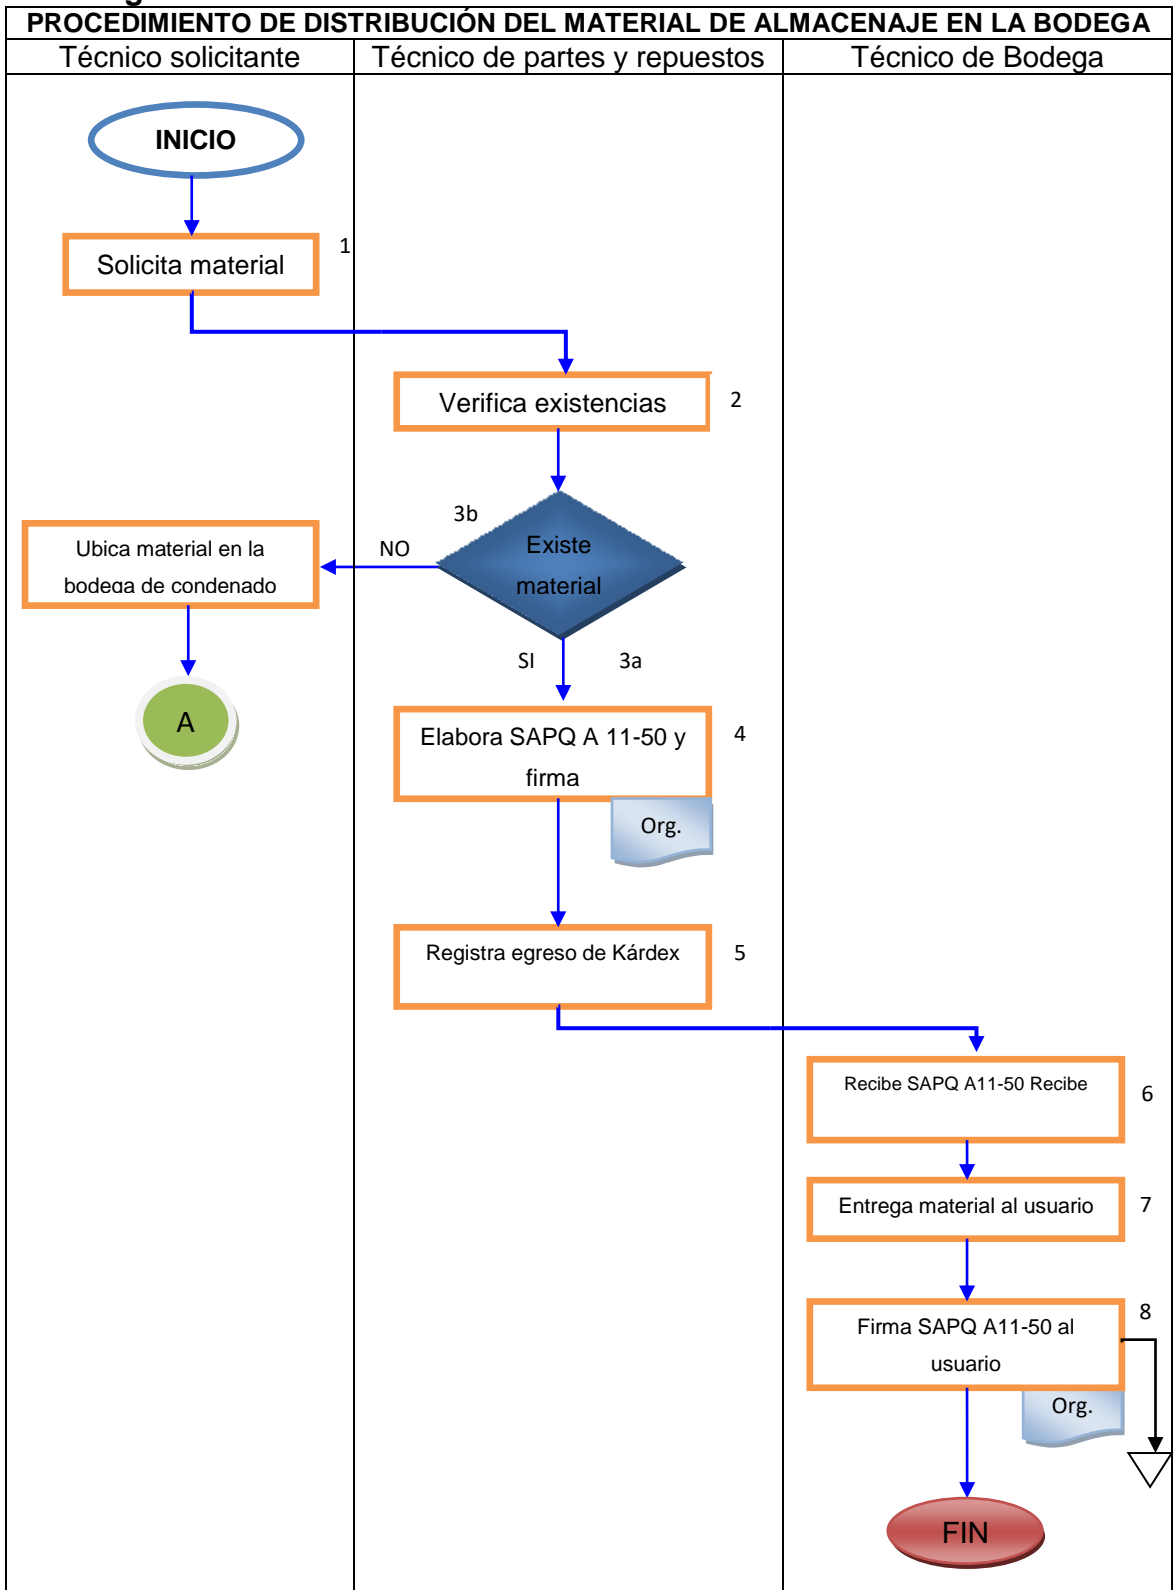 PROCEDIMIENTO DE DISTRIBUCIÓN DEL MATERIAL DE ALMACENAJE EN LA BODEGA
Técnico solicitante
Técnico de partes y repuestos
Técnico de Bodega
INICIO
1
Solicita material
Verifica existencias
2
3b
NO
Existe
material
Ubica material en la
bodega de condenado
SI
3a
A
Elabora SAPQ A 11-50 y
firma
4
Org.
Registra egreso de Kárdex
5
Recibe SAPQ A11-50 Recibe
6
Entrega material al usuario
7
Firma SAPQ A11-50 al
usuario
8
Org.
FIN